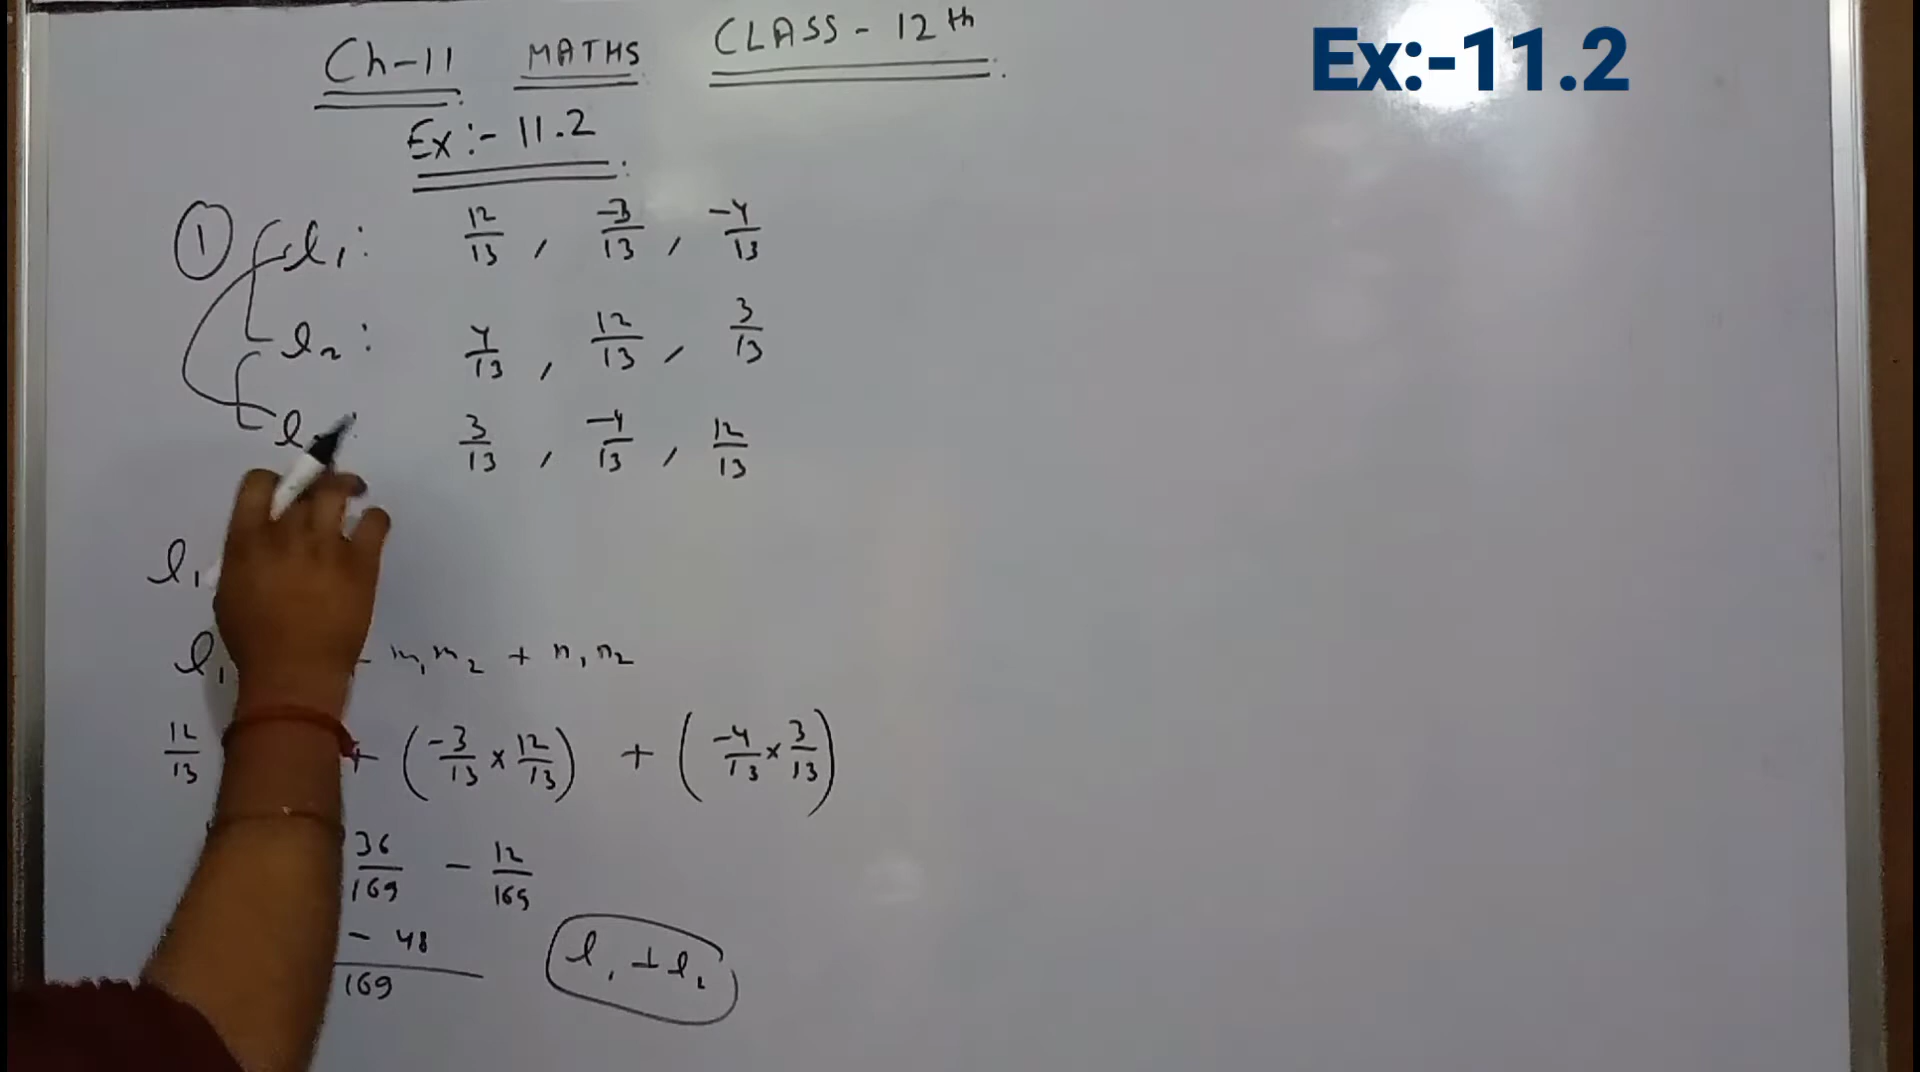 Ch-11 MATHS CLASS - 12th
Ex:-11.2
Ex:- 11.2
① l₁: 12/13 , -3/13 , -4/13
l₂: 4/13 , 12/13 , 3/13
l : 3/13 , -4/13 , 12/13
l₁
l₁ m₁m₂ + n₁n₂
12/13 + (-3/13 × 12/13) + (-4/13 × 3/13)
36/169 - 12/169
- 48/169
l₁ ⊥ l₂